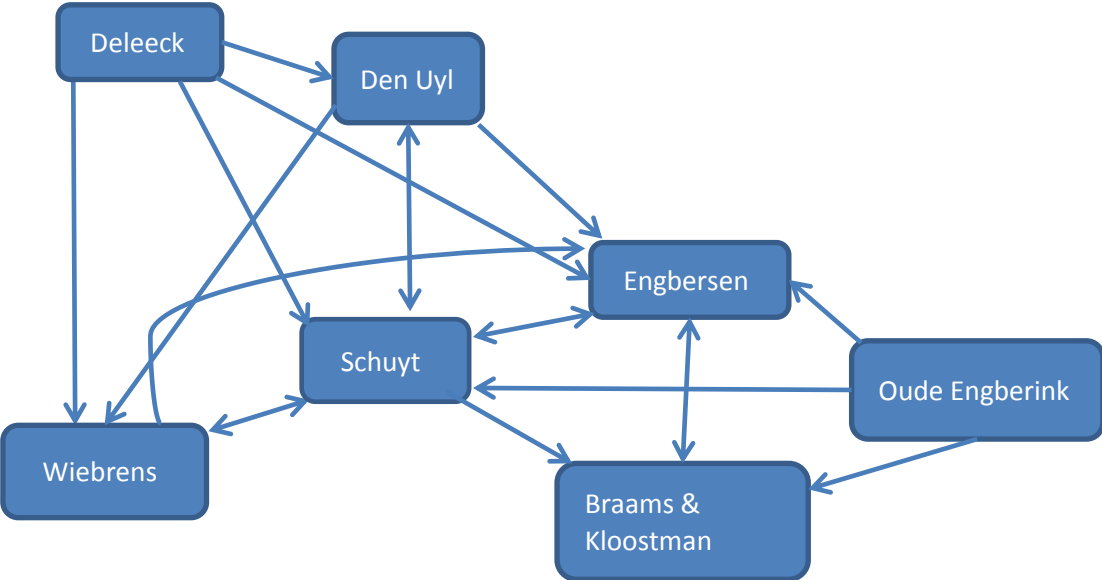 Deleeck
Den Uyl
Engbersen
Schuyt
Oude Engberink
Wiebrens
Braams &
Kloostman